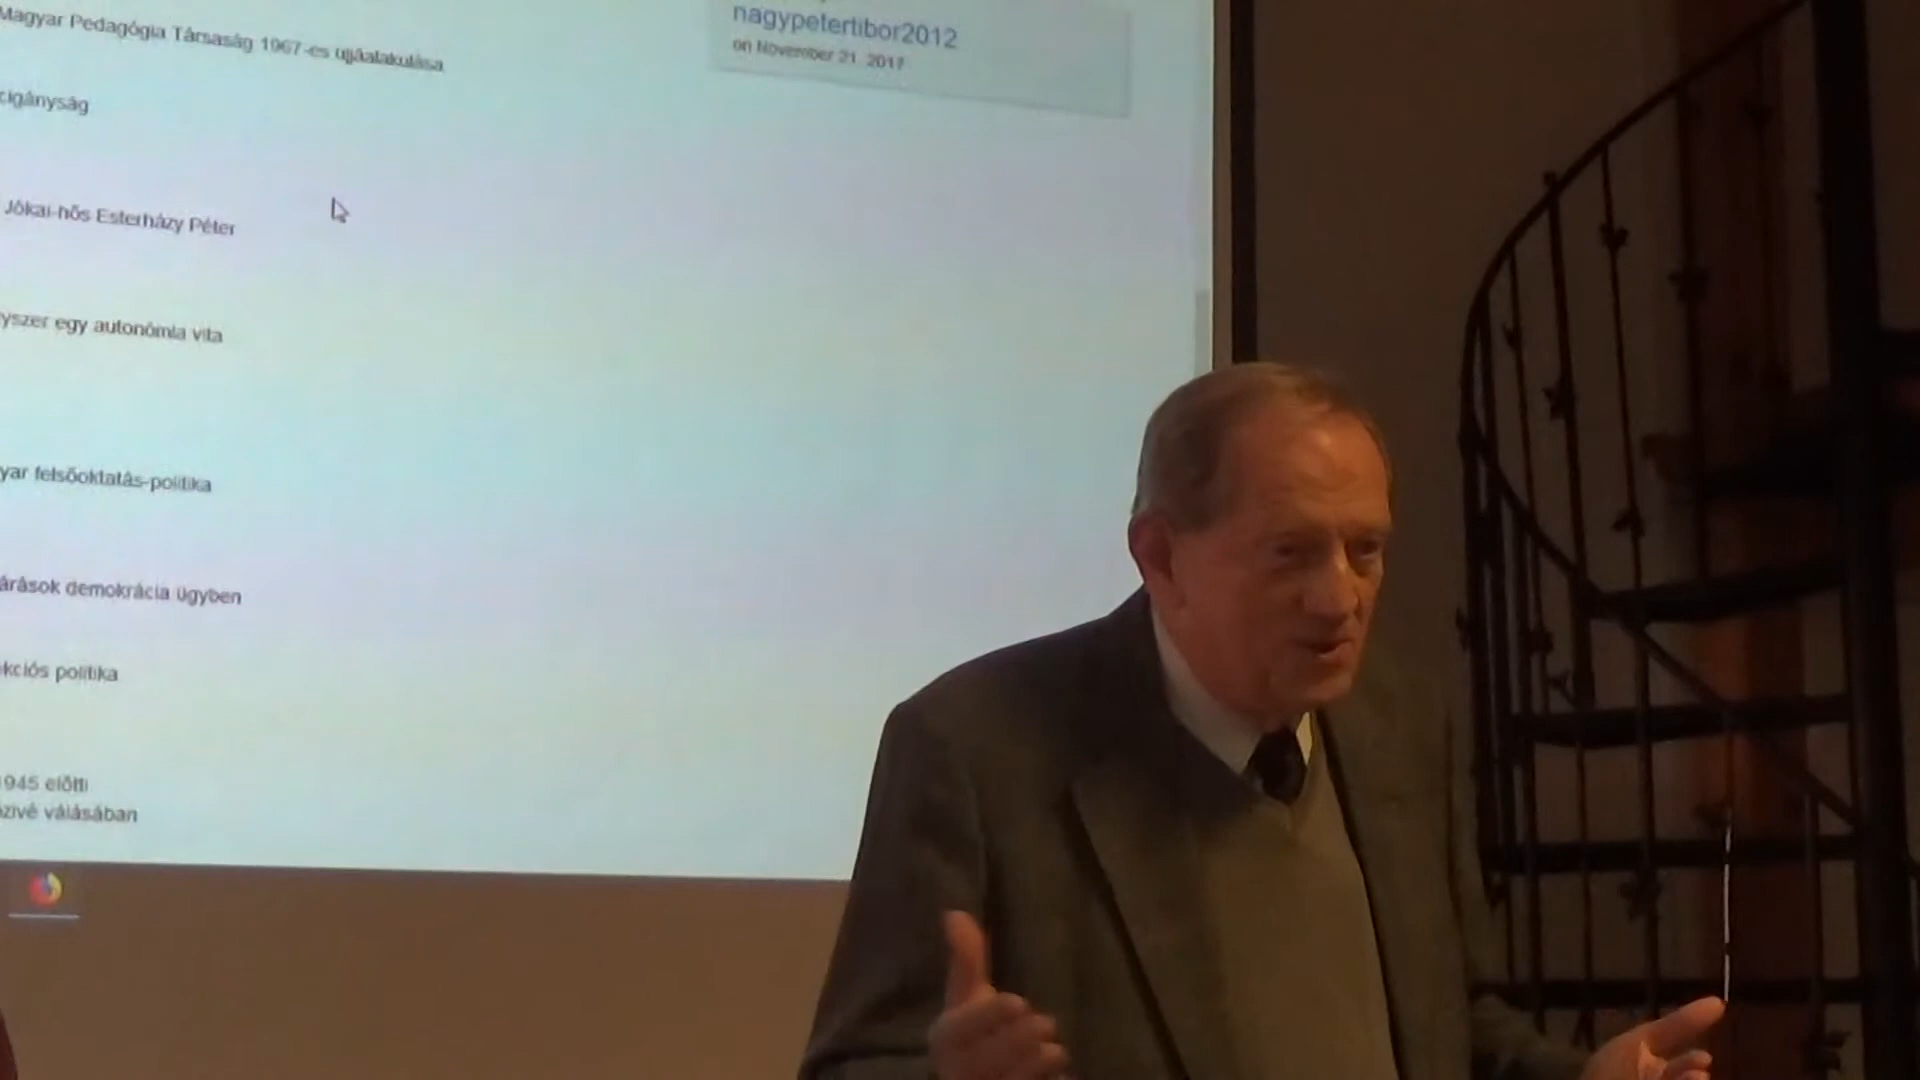 Magyar Pedagógia Társaság 1967-es újjáalakulása
nagypetertibor2012
on November 21, 2017
cigányság
Jókai-hős Esterházy Péter
yszer egy autonómia vita
yar felsőoktatás-politika
árások demokrácia ügyben
kciós politika
1945 előtti
zivé válásában